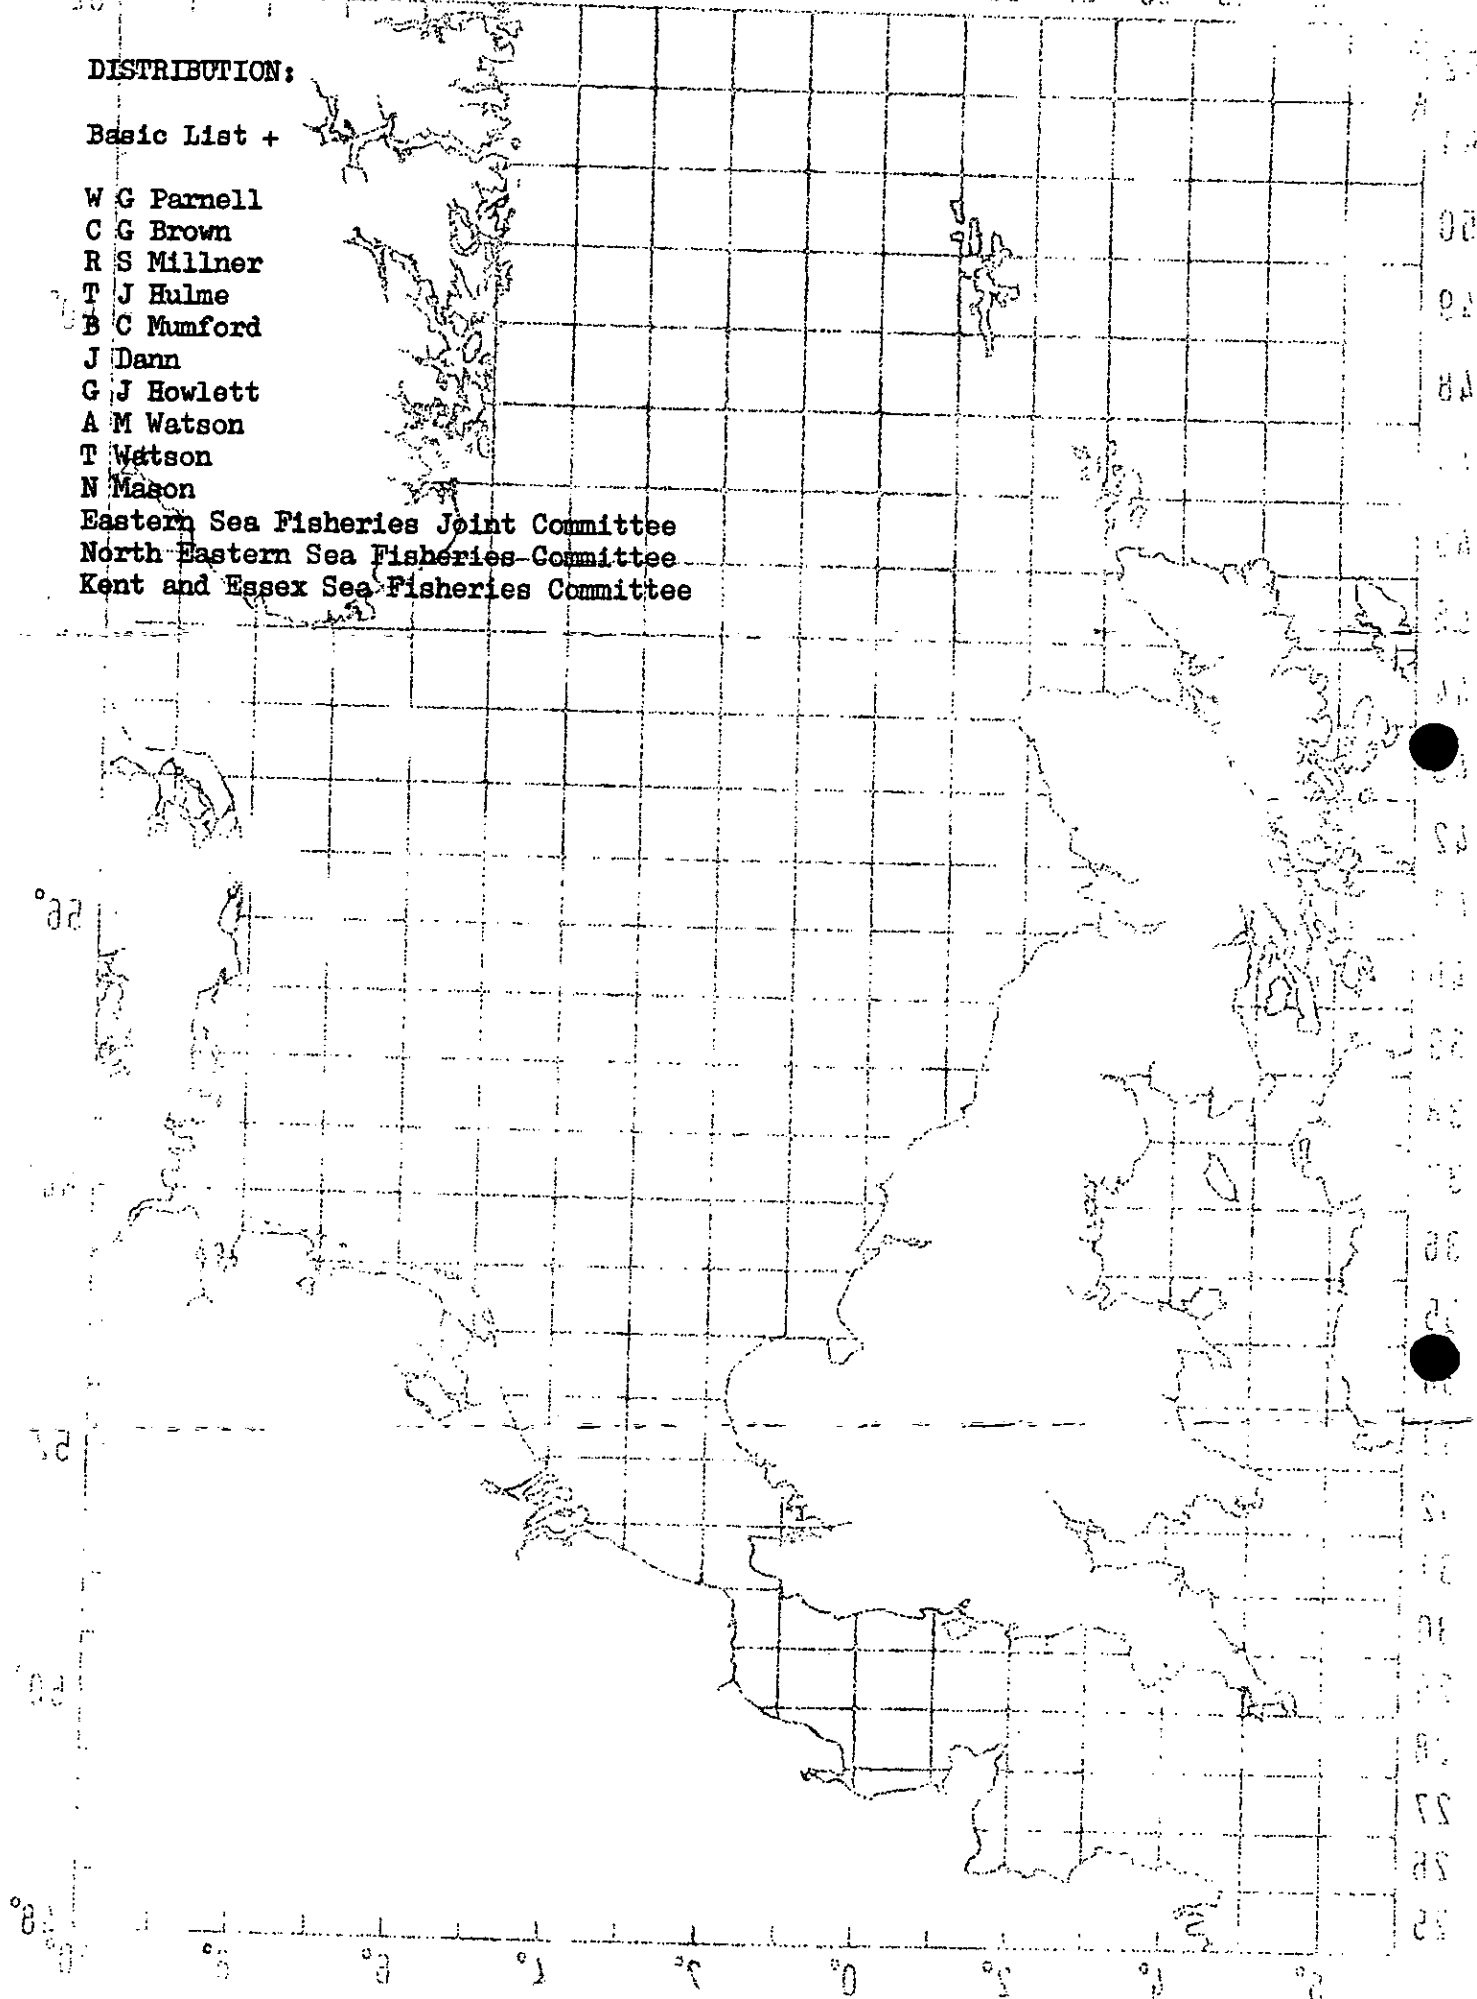 DISTRIBUTION:
Basic List +
W G Parnell
C G Brown
R S Millner
T J Hulme
B C Mumford
J Dann
G J Howlett
A M Watson
T Watson
N Mason
Eastern Sea Fisheries Joint Committee
North Eastern Sea Fisheries Committee
Kent and Essex Sea Fisheries Committee